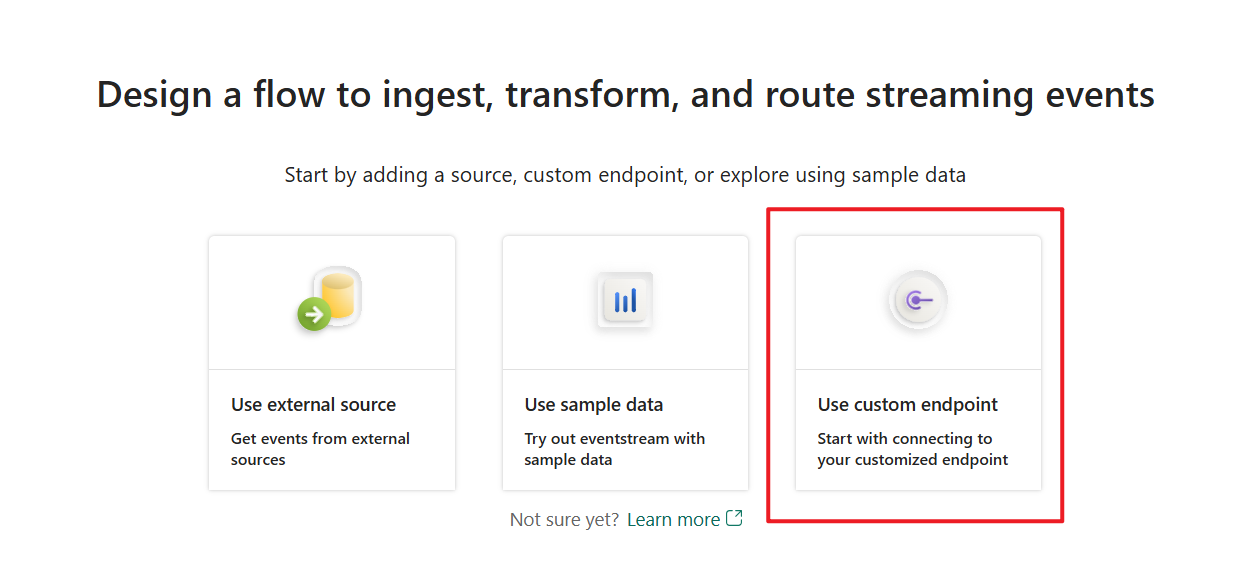 Design a flow to ingest, transform, and route streaming events
Start by adding a source, custom endpoint, or explore using sample data
Use external source
Get events from external
sources
Use sample data
Try out eventstream with
sample data
Use custom endpoint
Start with connecting to
your customized endpoint
Not sure yet? Learn more